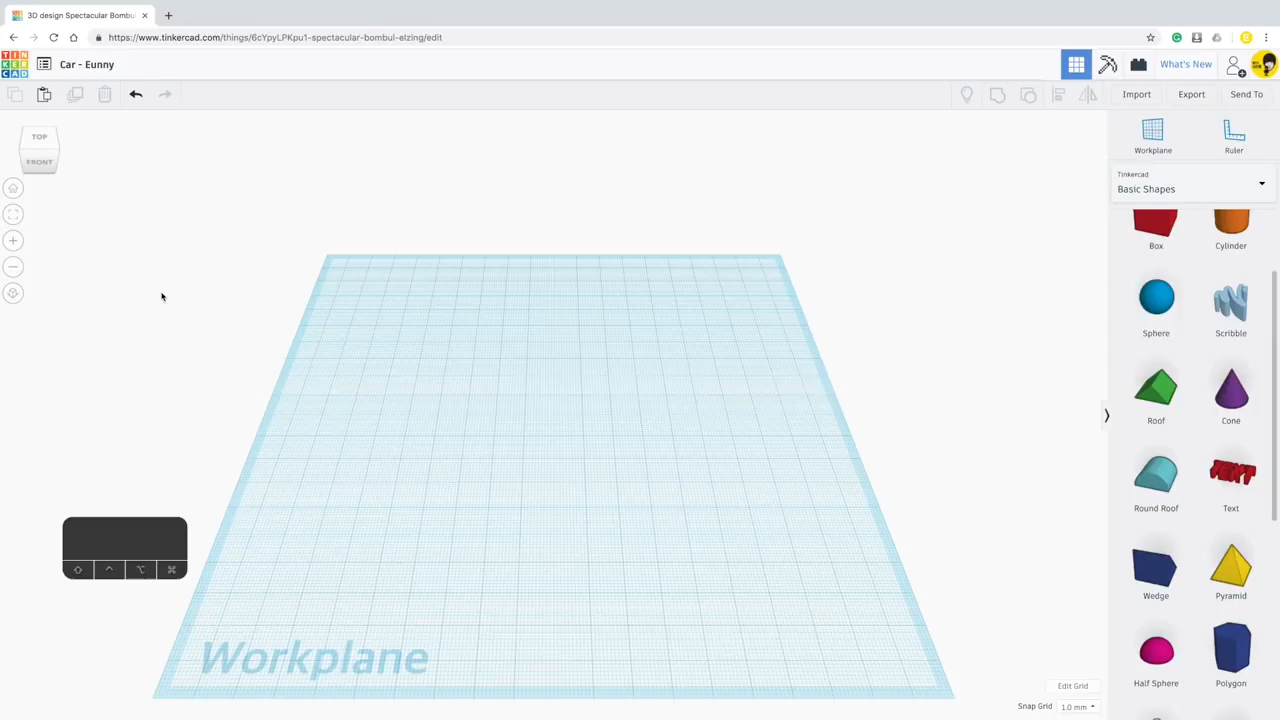 3D design Spectacular Bombul
https://www.tinkercad.com/things/6cYpyLPKpu1-spectacular-bombul-elzing/edit
TIN
KER
CAD
Car - Eunny
What's New
Import
Export
Send To
TOP
FRONT
Workplane
Ruler
Tinkercad
Basic Shapes
Box
Cylinder
Sphere
Scribble
Roof
Cone
Round Roof
TEXT
Text
Wedge
Pyramid
Half Sphere
Polygon
Workplane
Edit Grid
Snap Grid
1.0 mm